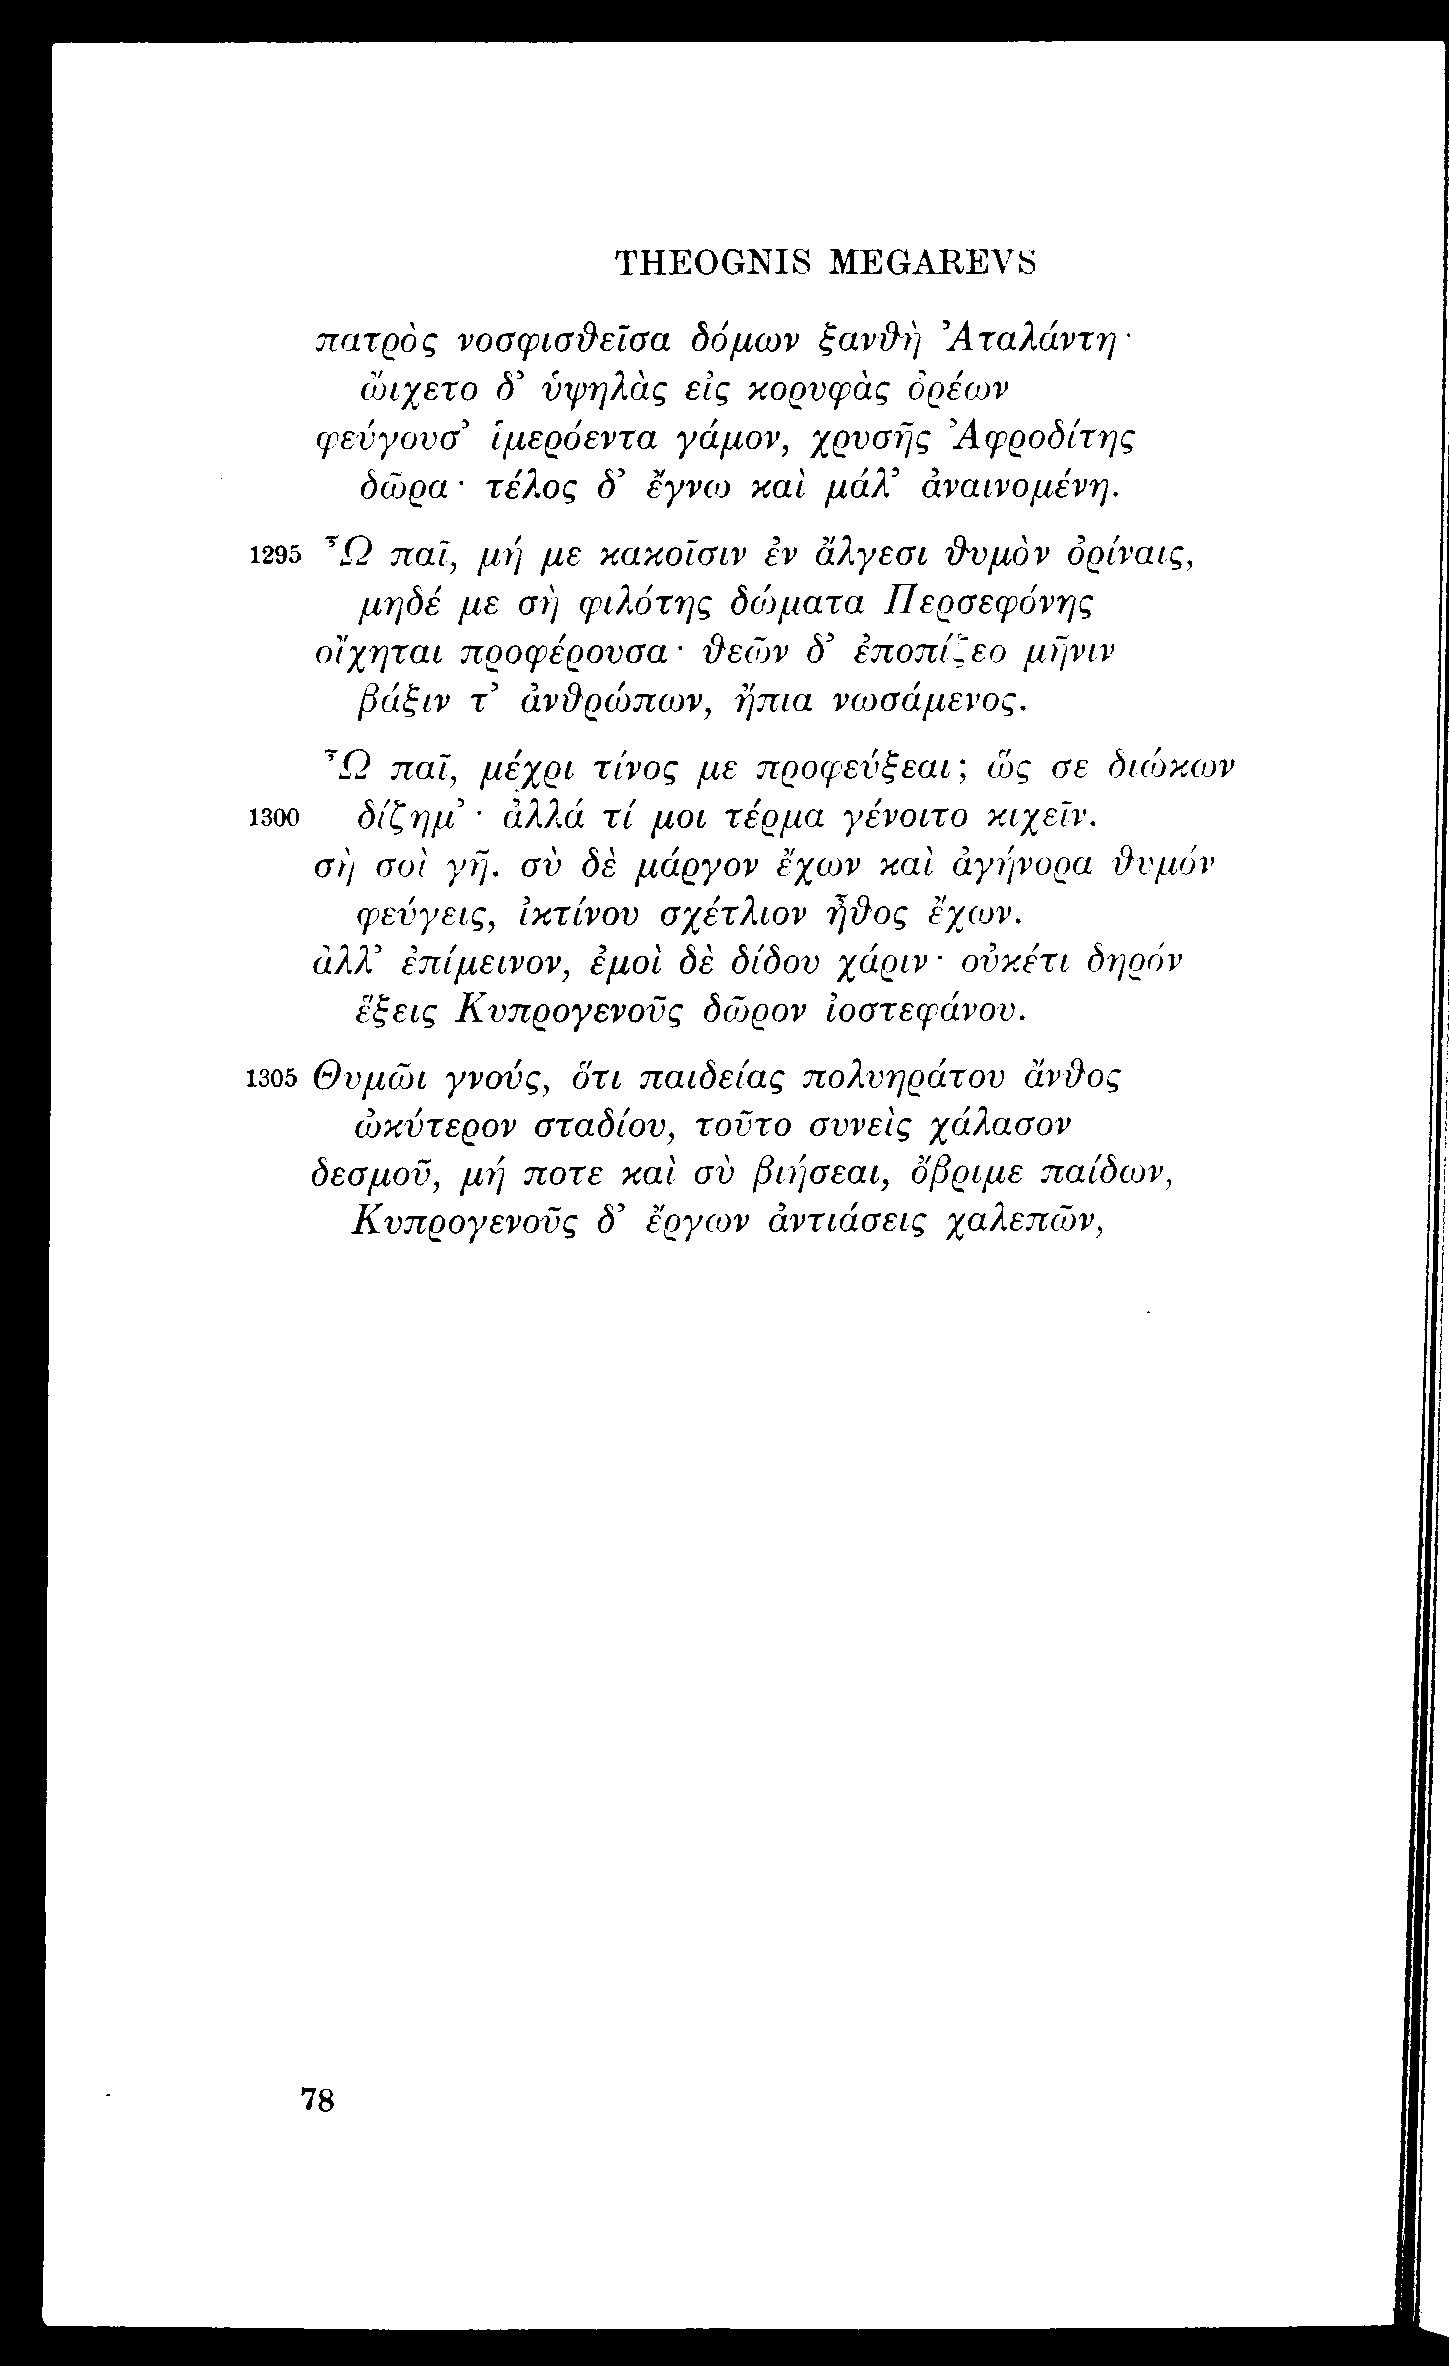 THEOGNIS MEGAREVS
πατρὸς νοσφισθεῖσα δόμων ξανθὴ Ἀταλάντη·
ὤιχετο δ’ ὑψηλὰς εἰς κορυφὰς ὀρέων
φεύγουσ’ ἱμερόεντα γάμον, χρυσῆς Ἀφροδίτης
δῶρα· τέλος δ’ ἔγνω καὶ μάλ’ ἀναινομένη.
1295 Ὦ παῖ, μή με κακοῖσιν ἐν ἄλγεσι θυμὸν ὀρίναις,
μηδέ με σὴ φιλότης δώματα Περσεφόνης
οἴχηται προφέρουσα· θεῶν δ’ ἐποπίζεο μῆνιν
βάξιν τ’ ἀνθρώπων, ἤπια νωσάμενος.
Ὦ παῖ, μέχρι τίνος με προφεύξεαι; ὥς σε διώκων
1300 δίζημ’· ἀλλά τί μοι τέρμα γένοιτο κιχεῖν.
σὴ σοὶ γῆ. σὺ δὲ μάργον ἔχων καὶ ἀγήνορα θυμόν
φεύγεις, ἰκτίνου σχέτλιον ἦθος ἔχων.
ἀλλ’ ἐπίμεινον, ἐμοὶ δὲ δίδου χάριν· οὐκέτι δηρόν
ἕξεις Κυπρογενοῦς δῶρον ἰοστεφάνου.
1305 Θυμῶι γνούς, ὅτι παιδείας πολυηράτου ἄνθος
ὠκύτερον σταδίου, τοῦτο συνεὶς χάλασον
δεσμοῦ, μή ποτε καὶ σὺ βιήσεαι, ὄβριμε παίδων,
Κυπρογενοῦς δ’ ἔργων ἀντιάσεις χαλεπῶν,
78